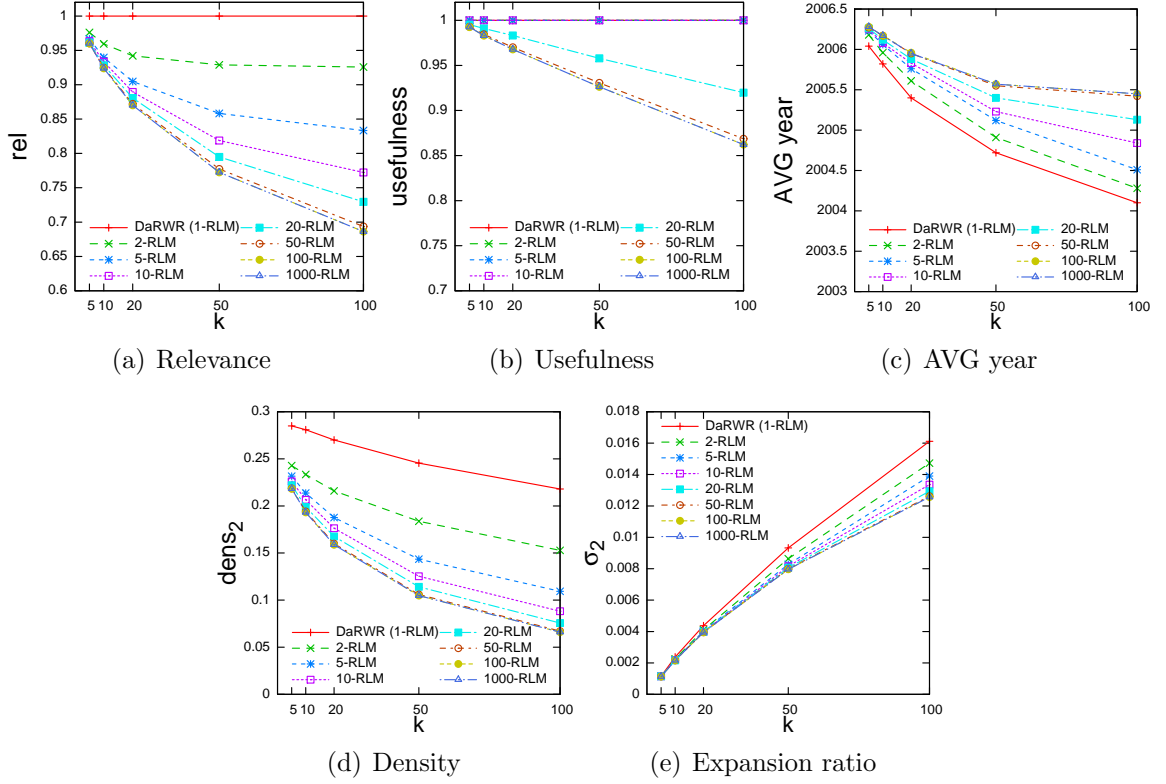 1
0.95
0.9
0.85
0.8
0.75
0.7
0.65
0.6
rel
5 10 20 50 100
k
DaRWR (1-RLM)
2-RLM
5-RLM
10-RLM
20-RLM
50-RLM
100-RLM
1000-RLM
(a) Relevance
1
0.95
0.9
0.85
0.8
0.75
0.7
usefulness
5 10 20 50 100
k
DaRWR (1-RLM)
2-RLM
5-RLM
10-RLM
20-RLM
50-RLM
100-RLM
1000-RLM
(b) Usefulness
2006.5
2006
2005.5
2005
2004.5
2004
2003.5
2003
AVG year
5 10 20 50 100
k
DaRWR (1-RLM)
2-RLM
5-RLM
10-RLM
20-RLM
50-RLM
100-RLM
1000-RLM
(c) AVG year
0.3
0.25
0.2
0.15
0.1
0.05
0
dens₂
5 10 20 50 100
k
DaRWR (1-RLM)
2-RLM
5-RLM
10-RLM
20-RLM
50-RLM
100-RLM
1000-RLM
(d) Density
0.018
0.016
0.014
0.012
0.01
0.008
0.006
0.004
0.002
0
σ₂
5 10 20 50 100
k
DaRWR (1-RLM)
2-RLM
5-RLM
10-RLM
20-RLM
50-RLM
100-RLM
1000-RLM
(e) Expansion ratio